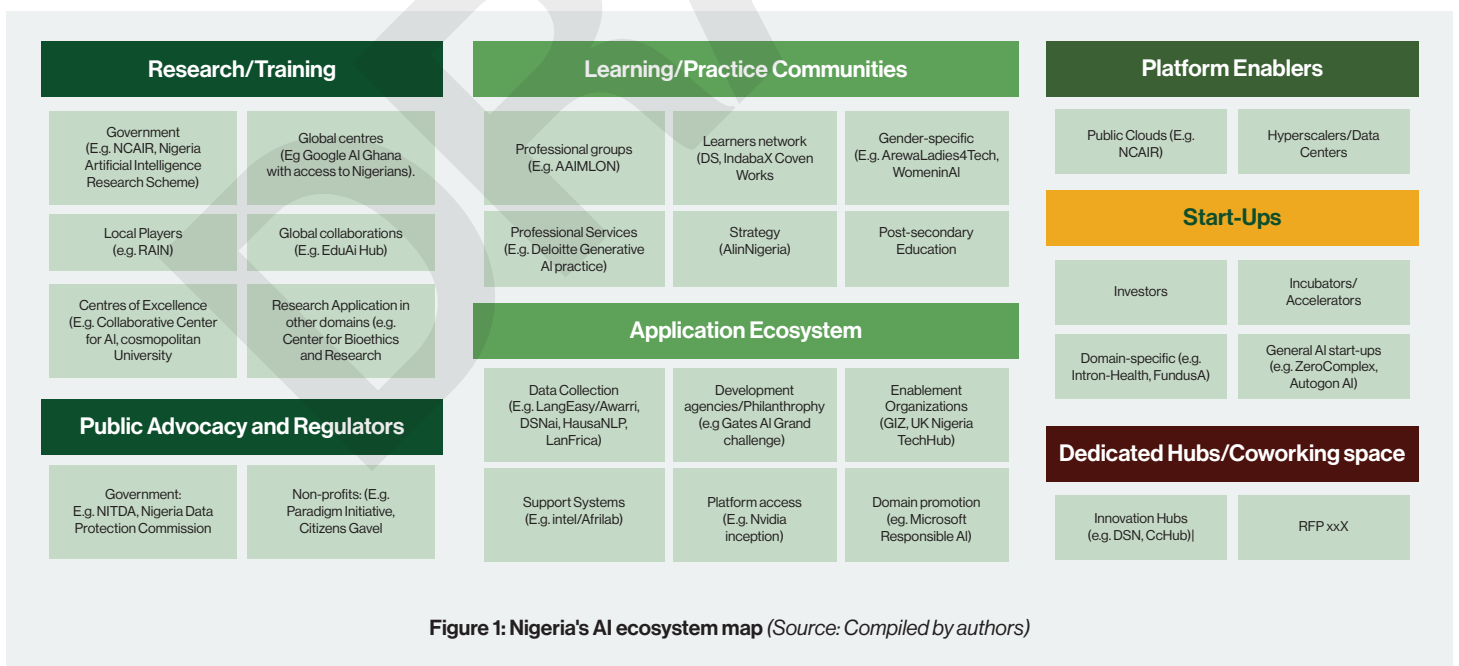 Research/Training
Government
(E.g. NCAIR, Nigeria
Artificial Intelligence
Research Scheme)
Global centres
(Eg Google AI Ghana
with access to Nigerians).
Local Players
(e.g. RAIN)
Global collaborations
(E.g. EduAi Hub)
Centres of Excellence
(E.g. Collaborative Center
for AI, cosmopolitan
University
Research Application in
other domains (e.g.
Center for Bioethics
and Research
Public Advocacy and Regulators
Government:
E.g. NITDA, Nigeria Data
Protection Commission
Non-profits: (E.g.
Paradigm Initiative,
Citizens Gavel
Learning/Practice Communities
Professional groups
(E.g. AAIMLON)
Learners network
(DS, IndabaX Coven
Works
Gender-specific
(E.g. ArewaLadies4Tech,
WomeninAI
Professional Services
(E.g. Deloitte Generative
AI practice)
Strategy
(AIinNigeria)
Post-secondary
Education
Application Ecosystem
Data Collection
(E.g. LangEasy/Awarri,
DSNai, HausaNLP,
LanFrica)
Development
agencies/Philanthropy
(e.g Gates AI Grand
challenge)
Enablement
Organizations
(GIZ, UK Nigeria
TechHub)
Support Systems
(E.g. intel/Afrilab)
Platform access
(E.g. Nvidia
inception)
Domain promotion
(eg. Microsoft
Responsible AI)
Platform Enablers
Public Clouds (E.g.
NCAIR)
Hyperscalers/Data
Centers
Start-Ups
Investors
Incubators/
Accelerators
Domain-specific (e.g.
Intron-Health, FundusA)
General AI start-ups
(e.g. ZeroComplex,
Autogon AI)
Dedicated Hubs/Coworking space
Innovation Hubs
(e.g. DSN, CcHub)|
RFP xxX
Figure 1: Nigeria's AI ecosystem map (Source: Compiled by authors)